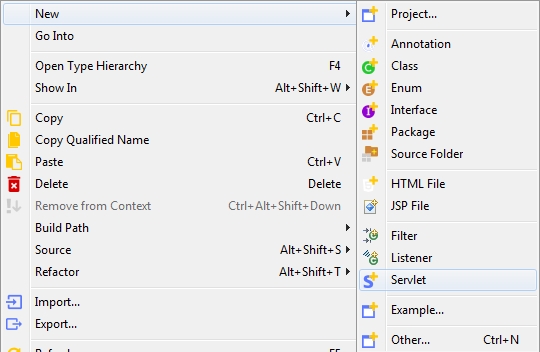 New
Go Into
Open Type Hierarchy F4
Show In Alt+Shift+W
Copy Ctrl+C
Copy Qualified Name
Paste Ctrl+V
Delete Delete
Remove from Context Ctrl+Alt+Shift+Down
Build Path
Source Alt+Shift+S
Refactor Alt+Shift+T
Import...
Export...
Project...
Annotation
Class
Enum
Interface
Package
Source Folder
HTML File
JSP File
Filter
Listener
Servlet
Example...
Other... Ctrl+N